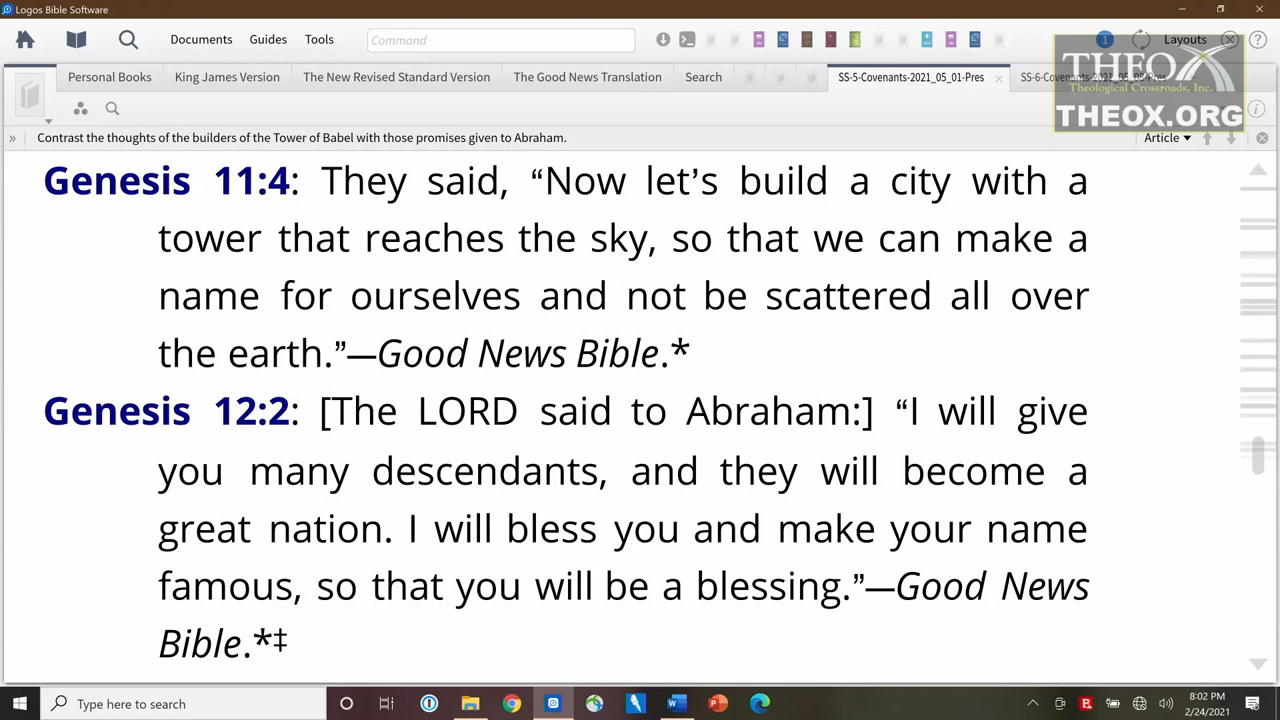 Logos Bible Software
Documents Guides Tools Command Layouts
Personal Books King James Version The New Revised Standard Version The Good News Translation Search SS-5-Covenants-2021_05_01-Pres
THEOX
Theological Crossroads, Inc.
THEOX.ORG
» Contrast the thoughts of the builders of the Tower of Babel with those promises given to Abraham. Article
Genesis 11:4: They said, “Now let’s build a city with a
tower that reaches the sky, so that we can make a
name for ourselves and not be scattered all over
the earth.”—Good News Bible.*
Genesis 12:2: [The LORD said to Abraham:] “I will give
you many descendants, and they will become a
great nation. I will bless you and make your name
famous, so that you will be a blessing.”—Good News
Bible.*‡
Type here to search
8:02 PM
2/24/2021